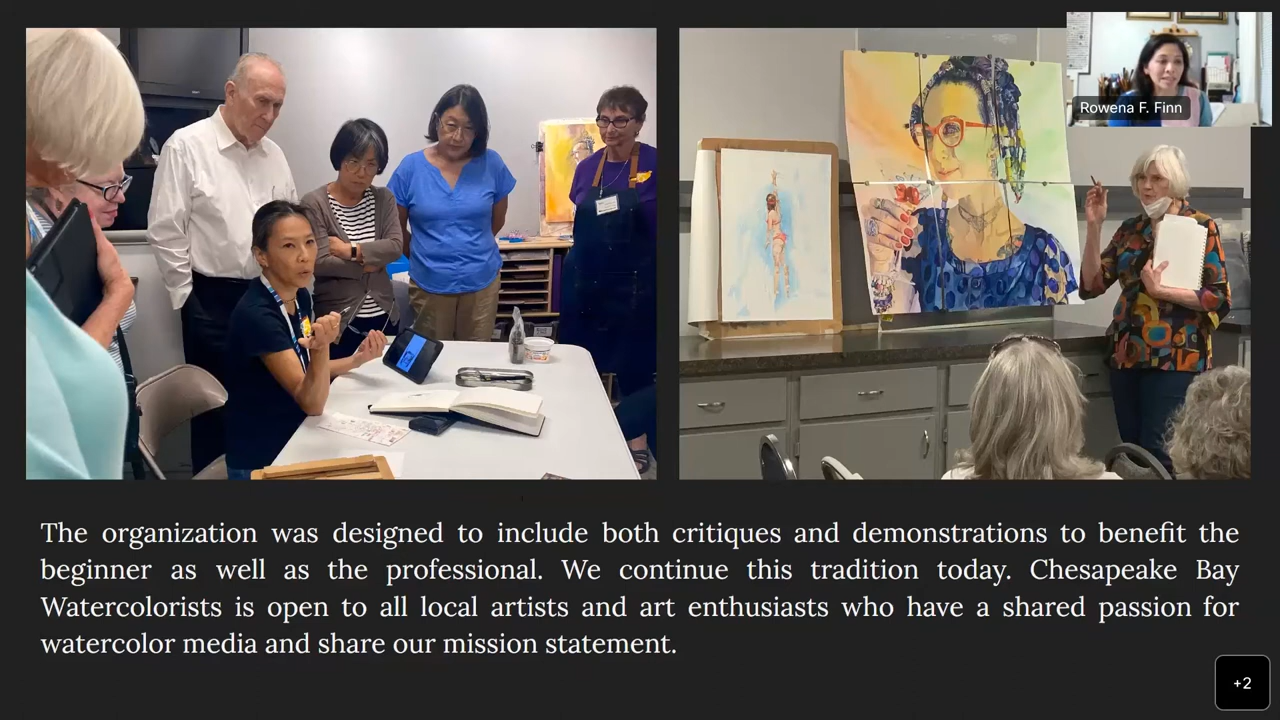 Rowena F. Finn
The organization was designed to include both critiques and demonstrations to benefit the
beginner as well as the professional. We continue this tradition today. Chesapeake Bay
Watercolorists is open to all local artists and art enthusiasts who have a shared passion for
watercolor media and share our mission statement.
+2